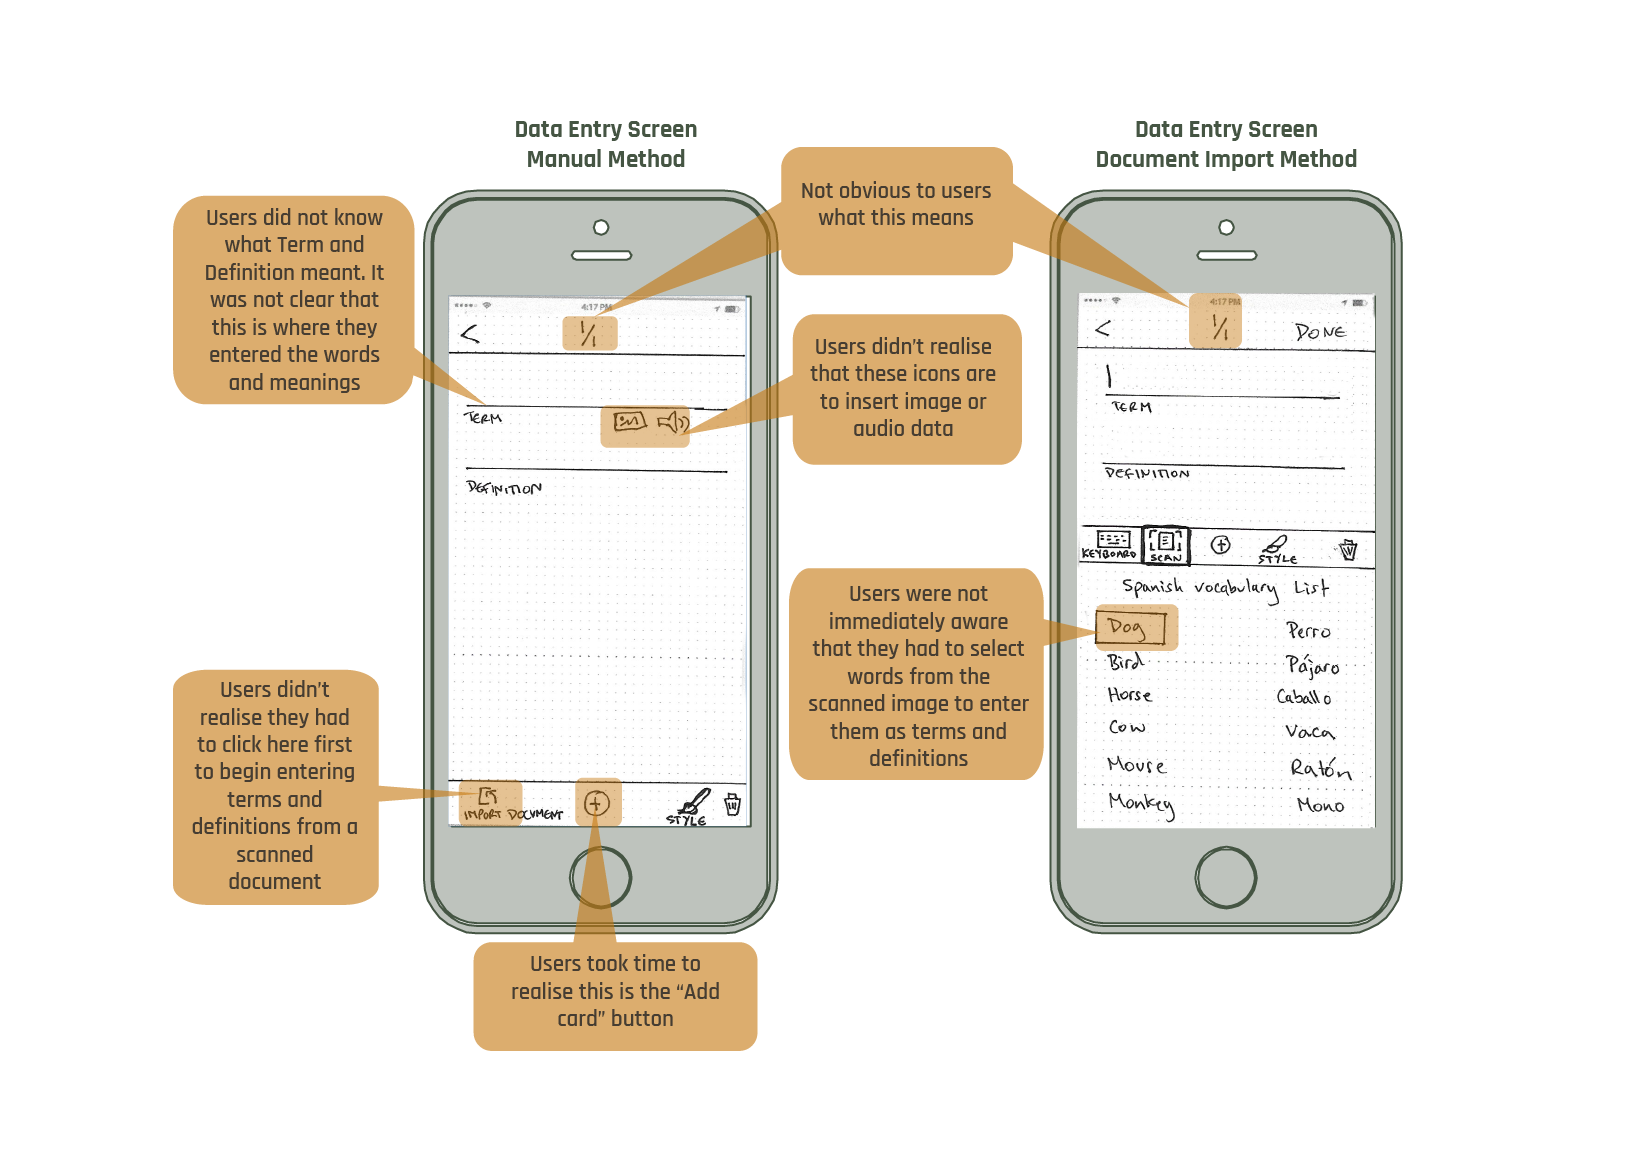 Data Entry Screen
Manual Method
Data Entry Screen
Document Import Method
Users did not know
what Term and
Definition meant. It
was not clear that
this is where they
entered the words
and meanings
Not obvious to users
what this means
Users didn't realise
that these icons are
to insert image or
audio data
Users were not
immediately aware
that they had to select
words from the
scanned image to enter
them as terms and
definitions
Users didn't
realise they had
to click here first
to begin entering
terms and
definitions from a
scanned
document
Users took time to
realise this is the “Add
card” button
4:17 PM
1/1
TERM
DEFINITION
IMPORT DOCUMENT
STYLE
4:17 PM
1/1 DONE
TERM
DEFINITION
KEYBOARD SCAN STYLE
Spanish vocabulary List
Dog Perro
Bird Pájaro
Horse Caballo
Cow Vaca
Mouse Ratón
Monkey Mono